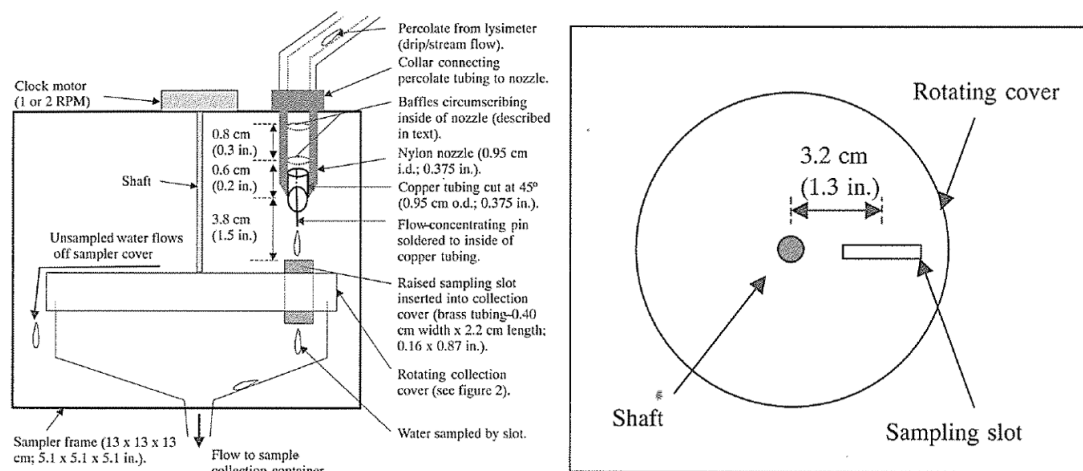 Percolate from lysimeter
(drip/stream flow).
Collar connecting
percolate tubing to nozzle.
Clock motor
(1 or 2 RPM)
Baffles circumscribing
inside of nozzle (described
in text).
0.8 cm
(0.3 in.)
Nylon nozzle (0.95 cm
i.d.; 0.375 in.).
0.6 cm
(0.2 in.)
Shaft
Copper tubing cut at 45º
(0.95 cm o.d.; 0.375 in.).
3.8 cm
(1.5 in.)
Flow-concentrating pin
soldered to inside of
copper tubing.
Unsampled water flows
off sampler cover
Raised sampling slot
inserted into collection
cover (brass tubing–0.40
cm width x 2.2 cm length;
0.16 x 0.87 in.).
Rotating collection
cover (see figure 2).
Water sampled by slot.
Sampler frame (13 x 13 x 13
cm; 5.1 x 5.1 x 5.1 in.).
Flow to sample
collection container
Rotating cover
3.2 cm
(1.3 in.)
Shaft
Sampling slot